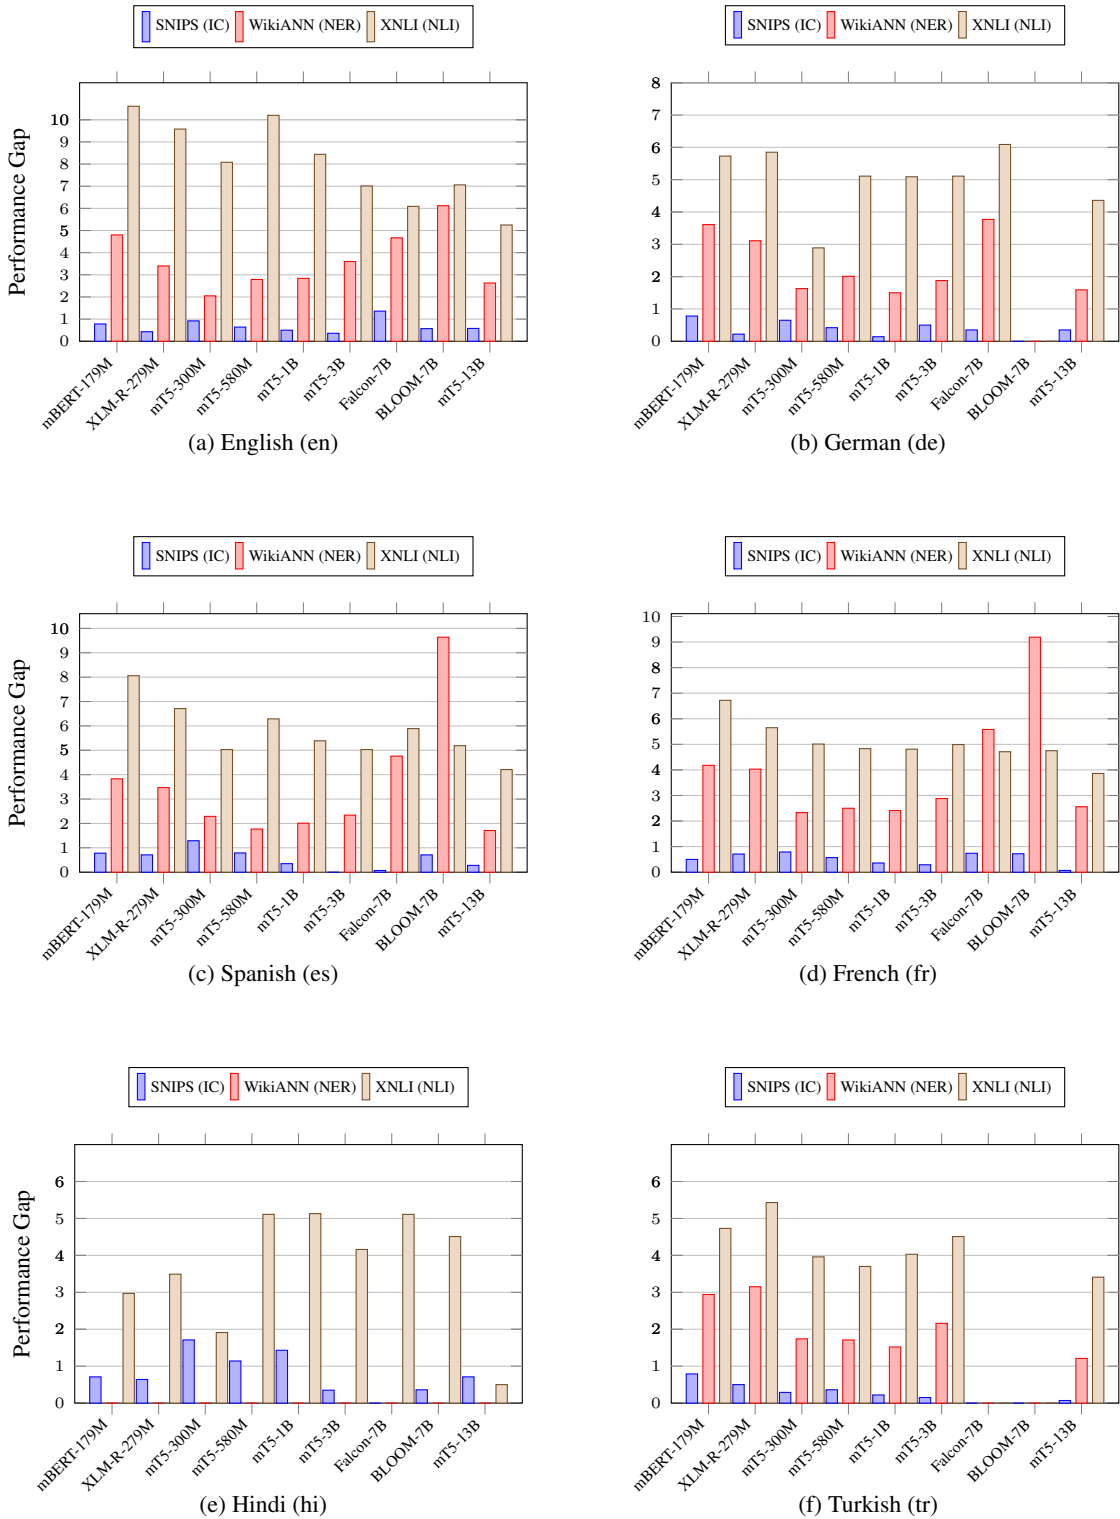 SNIPS (IC) WikiANN (NER) XNLI (NLI)
Performance Gap
10
9
8
7
6
5
4
3
2
1
0
mBERT-179M XLM-R-279M mT5-300M mT5-580M mT5-1B mT5-3B Falcon-7B BLOOM-7B mT5-13B
(a) English (en)
SNIPS (IC) WikiANN (NER) XNLI (NLI)
8
7
6
5
4
3
2
1
0
mBERT-179M XLM-R-279M mT5-300M mT5-580M mT5-1B mT5-3B Falcon-7B BLOOM-7B mT5-13B
(b) German (de)
SNIPS (IC) WikiANN (NER) XNLI (NLI)
Performance Gap
10
9
8
7
6
5
4
3
2
1
0
mBERT-179M XLM-R-279M mT5-300M mT5-580M mT5-1B mT5-3B Falcon-7B BLOOM-7B mT5-13B
(c) Spanish (es)
SNIPS (IC) WikiANN (NER) XNLI (NLI)
10
9
8
7
6
5
4
3
2
1
0
mBERT-179M XLM-R-279M mT5-300M mT5-580M mT5-1B mT5-3B Falcon-7B BLOOM-7B mT5-13B
(d) French (fr)
SNIPS (IC) WikiANN (NER) XNLI (NLI)
Performance Gap
6
5
4
3
2
1
0
mBERT-179M XLM-R-279M mT5-300M mT5-580M mT5-1B mT5-3B Falcon-7B BLOOM-7B mT5-13B
(e) Hindi (hi)
SNIPS (IC) WikiANN (NER) XNLI (NLI)
6
5
4
3
2
1
0
mBERT-179M XLM-R-279M mT5-300M mT5-580M mT5-1B mT5-3B Falcon-7B BLOOM-7B mT5-13B
(f) Turkish (tr)